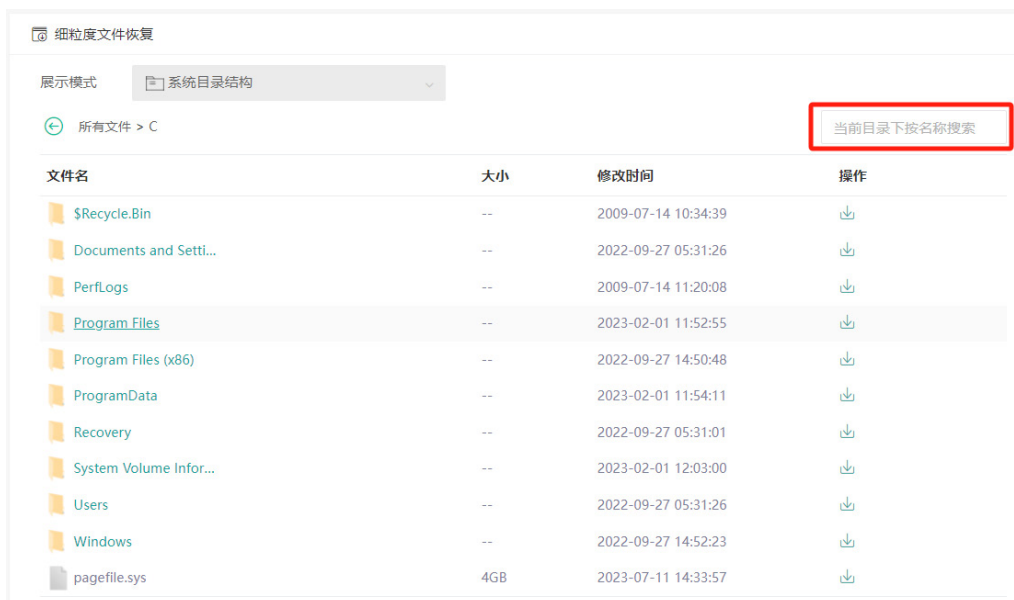 细粒度文件恢复
展示模式 系统目录结构
所有文件 > C 当前目录下按名称搜索
文件名 大小 修改时间 操作
$Recycle.Bin -- 2009-07-14 10:34:39
Documents and Setti... -- 2022-09-27 05:31:26
PerfLogs -- 2009-07-14 11:20:08
Program Files -- 2023-02-01 11:52:55
Program Files (x86) -- 2022-09-27 14:50:48
ProgramData -- 2023-02-01 11:54:11
Recovery -- 2022-09-27 05:31:01
System Volume Infor... -- 2023-02-01 12:03:00
Users -- 2022-09-27 05:31:26
Windows -- 2022-09-27 14:52:23
pagefile.sys 4GB 2023-07-11 14:33:57